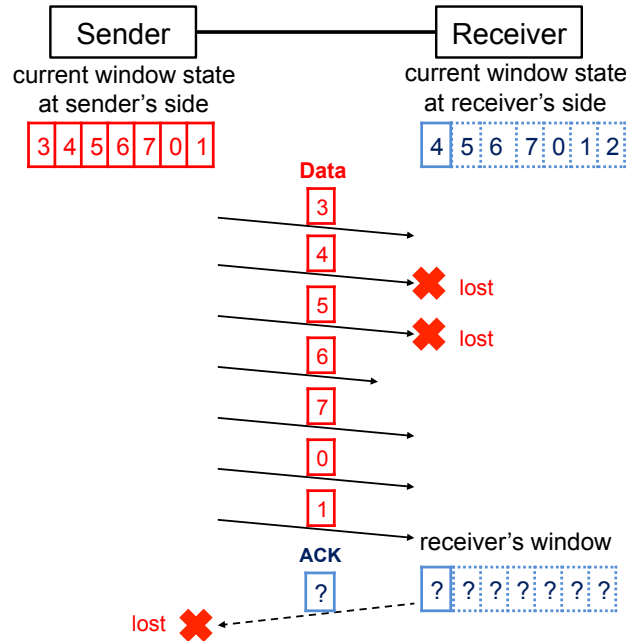 Sender
Receiver
current window state
at sender's side
current window state
at receiver's side
3 4 5 6 7 0 1
4 5 6 7 0 1 2
Data
3
4
lost
5
lost
6
7
0
1
receiver's window
ACK
?
? ? ? ? ? ? ?
lost